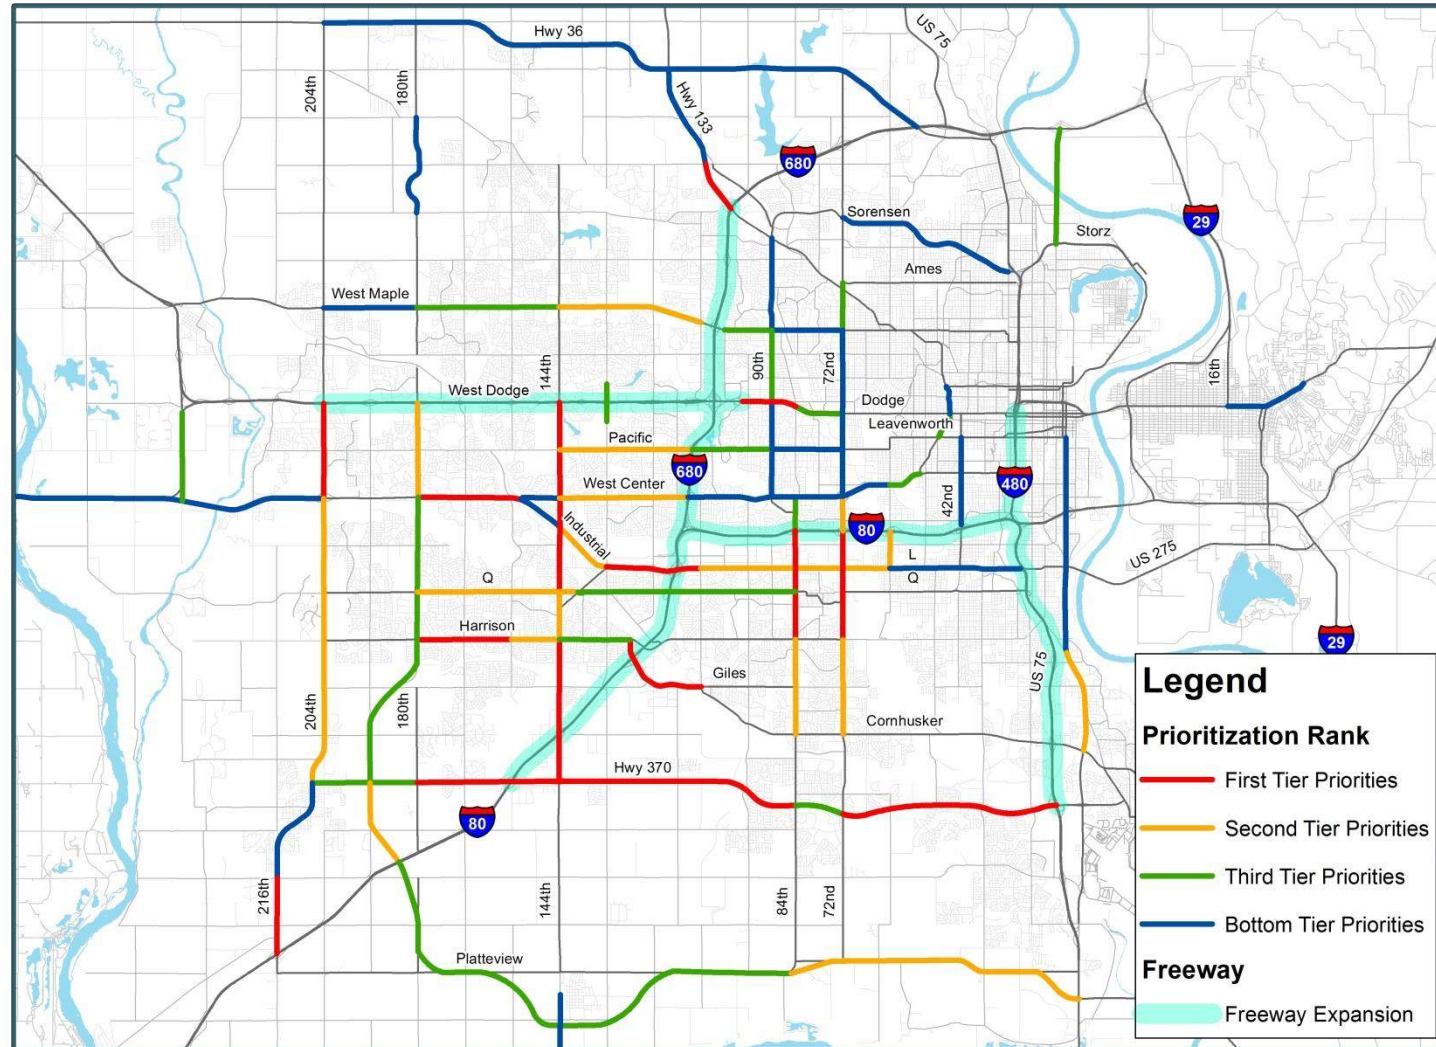 US 75
Hwy 36
204th
180th
Hwy 133
680
29
Sorensen
Storz
Ames
West Maple
144th
90th
72nd
16th
West Dodge
Dodge
Leavenworth
Pacific
680
West Center
480
42nd
Industrial
80
L
US 275
Q
Q
Harrison
29
Giles
US 75
204th
180th
Cornhusker
Hwy 370
80
216th
144th
84th
72nd
Platteview
Legend
Prioritization Rank
First Tier Priorities
Second Tier Priorities
Third Tier Priorities
Bottom Tier Priorities
Freeway
Freeway Expansion